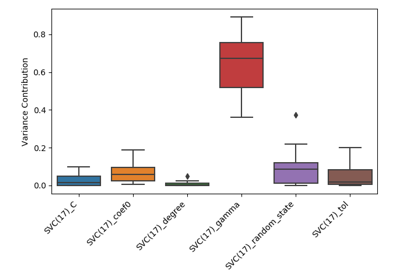 Variance Contribution
0.8
0.6
0.4
0.2
0.0
SVC(17)_C
SVC(17)_coef0
SVC(17)_degree
SVC(17)_gamma
SVC(17)_random_state
SVC(17)_tol